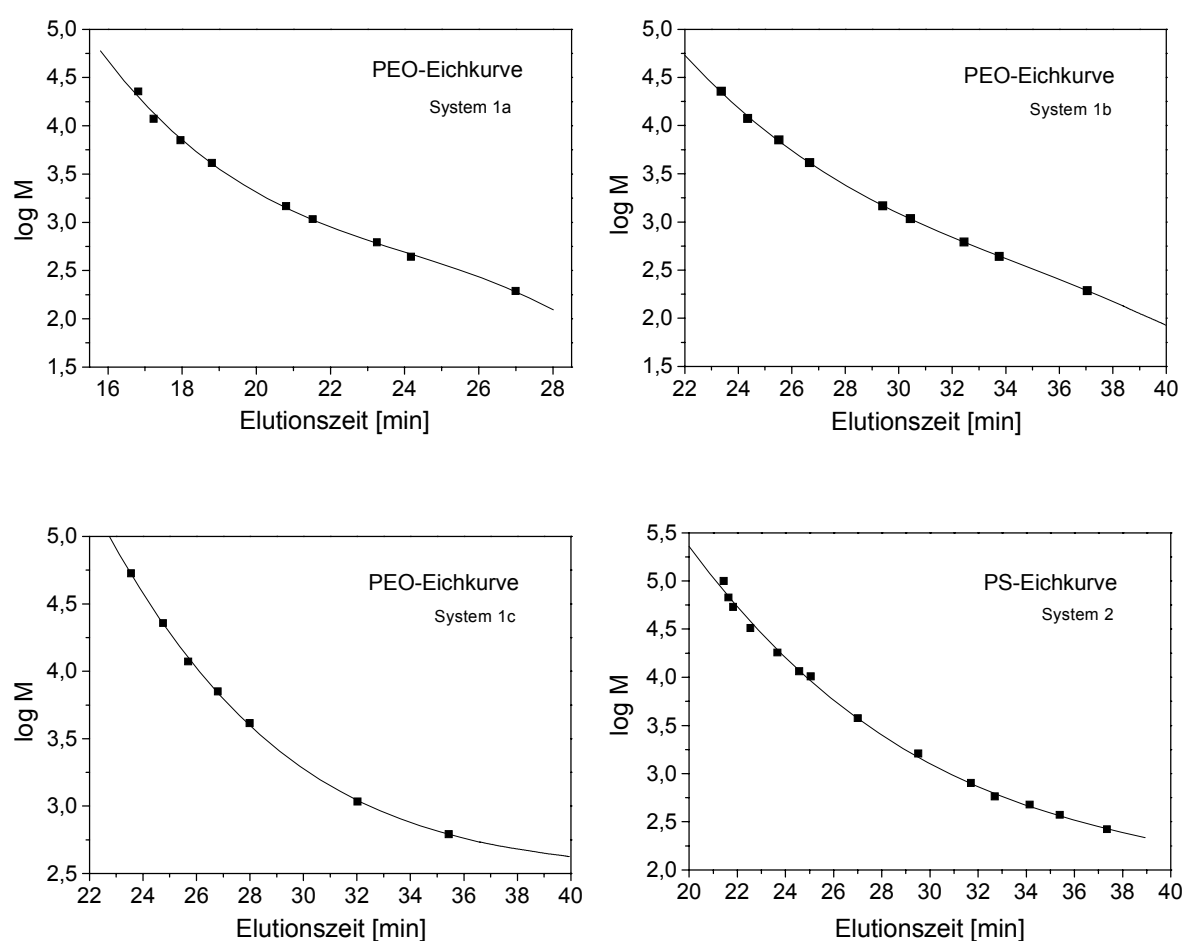 5,0
4,5
4,0
3,5
3,0
2,5
2,0
1,5
log M
PEO-Eichkurve
System 1a
16 18 20 22 24 26 28
Elutionszeit [min]
5,0
4,5
4,0
3,5
3,0
2,5
2,0
1,5
log M
PEO-Eichkurve
System 1b
22 24 26 28 30 32 34 36 38 40
Elutionszeit [min]
5,0
4,5
4,0
3,5
3,0
2,5
log M
PEO-Eichkurve
System 1c
22 24 26 28 30 32 34 36 38 40
Elutionszeit [min]
5,5
5,0
4,5
4,0
3,5
3,0
2,5
2,0
log M
PS-Eichkurve
System 2
20 22 24 26 28 30 32 34 36 38 40
Elutionszeit [min]